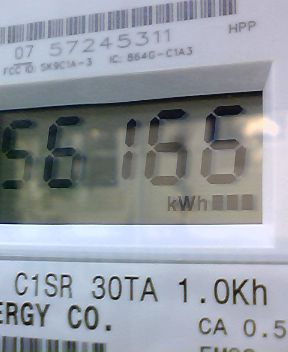 HPP
07 57245311
FCC ID: SK9C1A-3 IC: 864G-C1A3
56166
kWh
C1SR 30TA 1.0Kh
ERGY CO.
CA 0.5